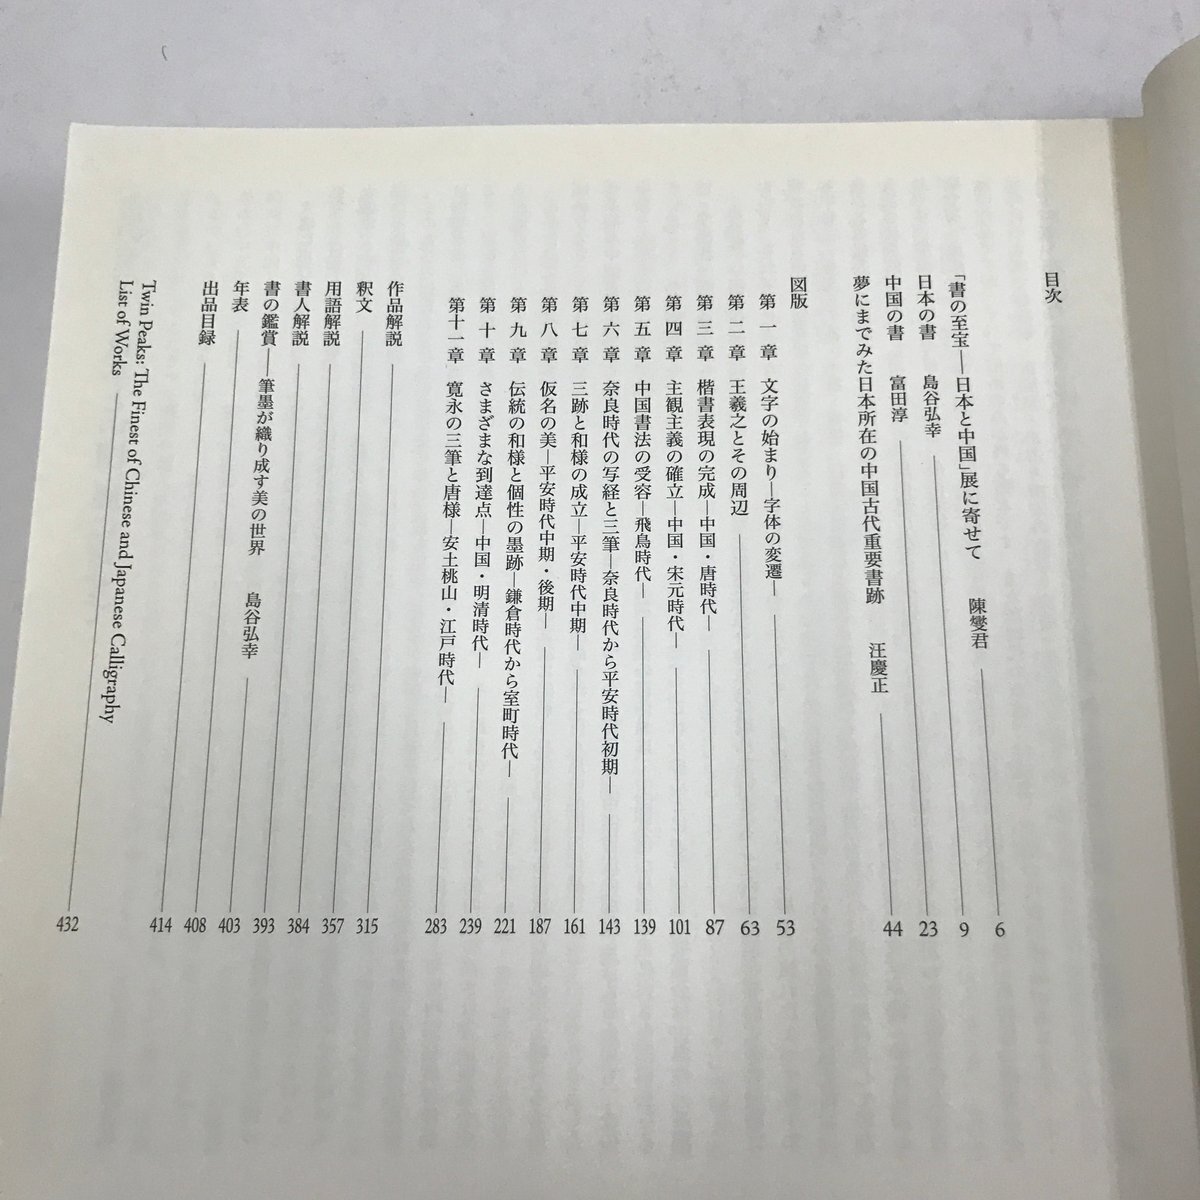 目次
「書の至宝―日本と中国」展に寄せて 陳燮君 6
日本の書 島谷弘幸 9
中国の書 富田淳 23
夢にまでみた日本所在の中国古代重要書跡 汪慶正 44
図版
第一章 文字の始まり―字体の変遷― 53
第二章 王羲之とその周辺 63
第三章 楷書表現の完成―中国・唐時代― 87
第四章 主観主義の確立―中国・宋元時代― 101
第五章 中国書法の受容―飛鳥時代― 139
第六章 奈良時代の写経と三筆―奈良時代から平安時代初期― 143
第七章 三跡と和様の成立―平安時代中期― 161
第八章 仮名の美―平安時代中期・後期― 187
第九章 伝統の和様と個性の墨跡―鎌倉時代から室町時代― 221
第十章 さまざまな到達点―中国・明清時代― 239
第十一章 寛永の三筆と唐様―安土桃山・江戸時代― 283
作品解説 315
釈文 357
用語解説 384
書人解説 393
書の鑑賞―筆墨が織り成す美の世界 島谷弘幸 403
年表 408
出品目録 414
Twin Peaks: The Finest of Chinese and Japanese Calligraphy
List of Works 432